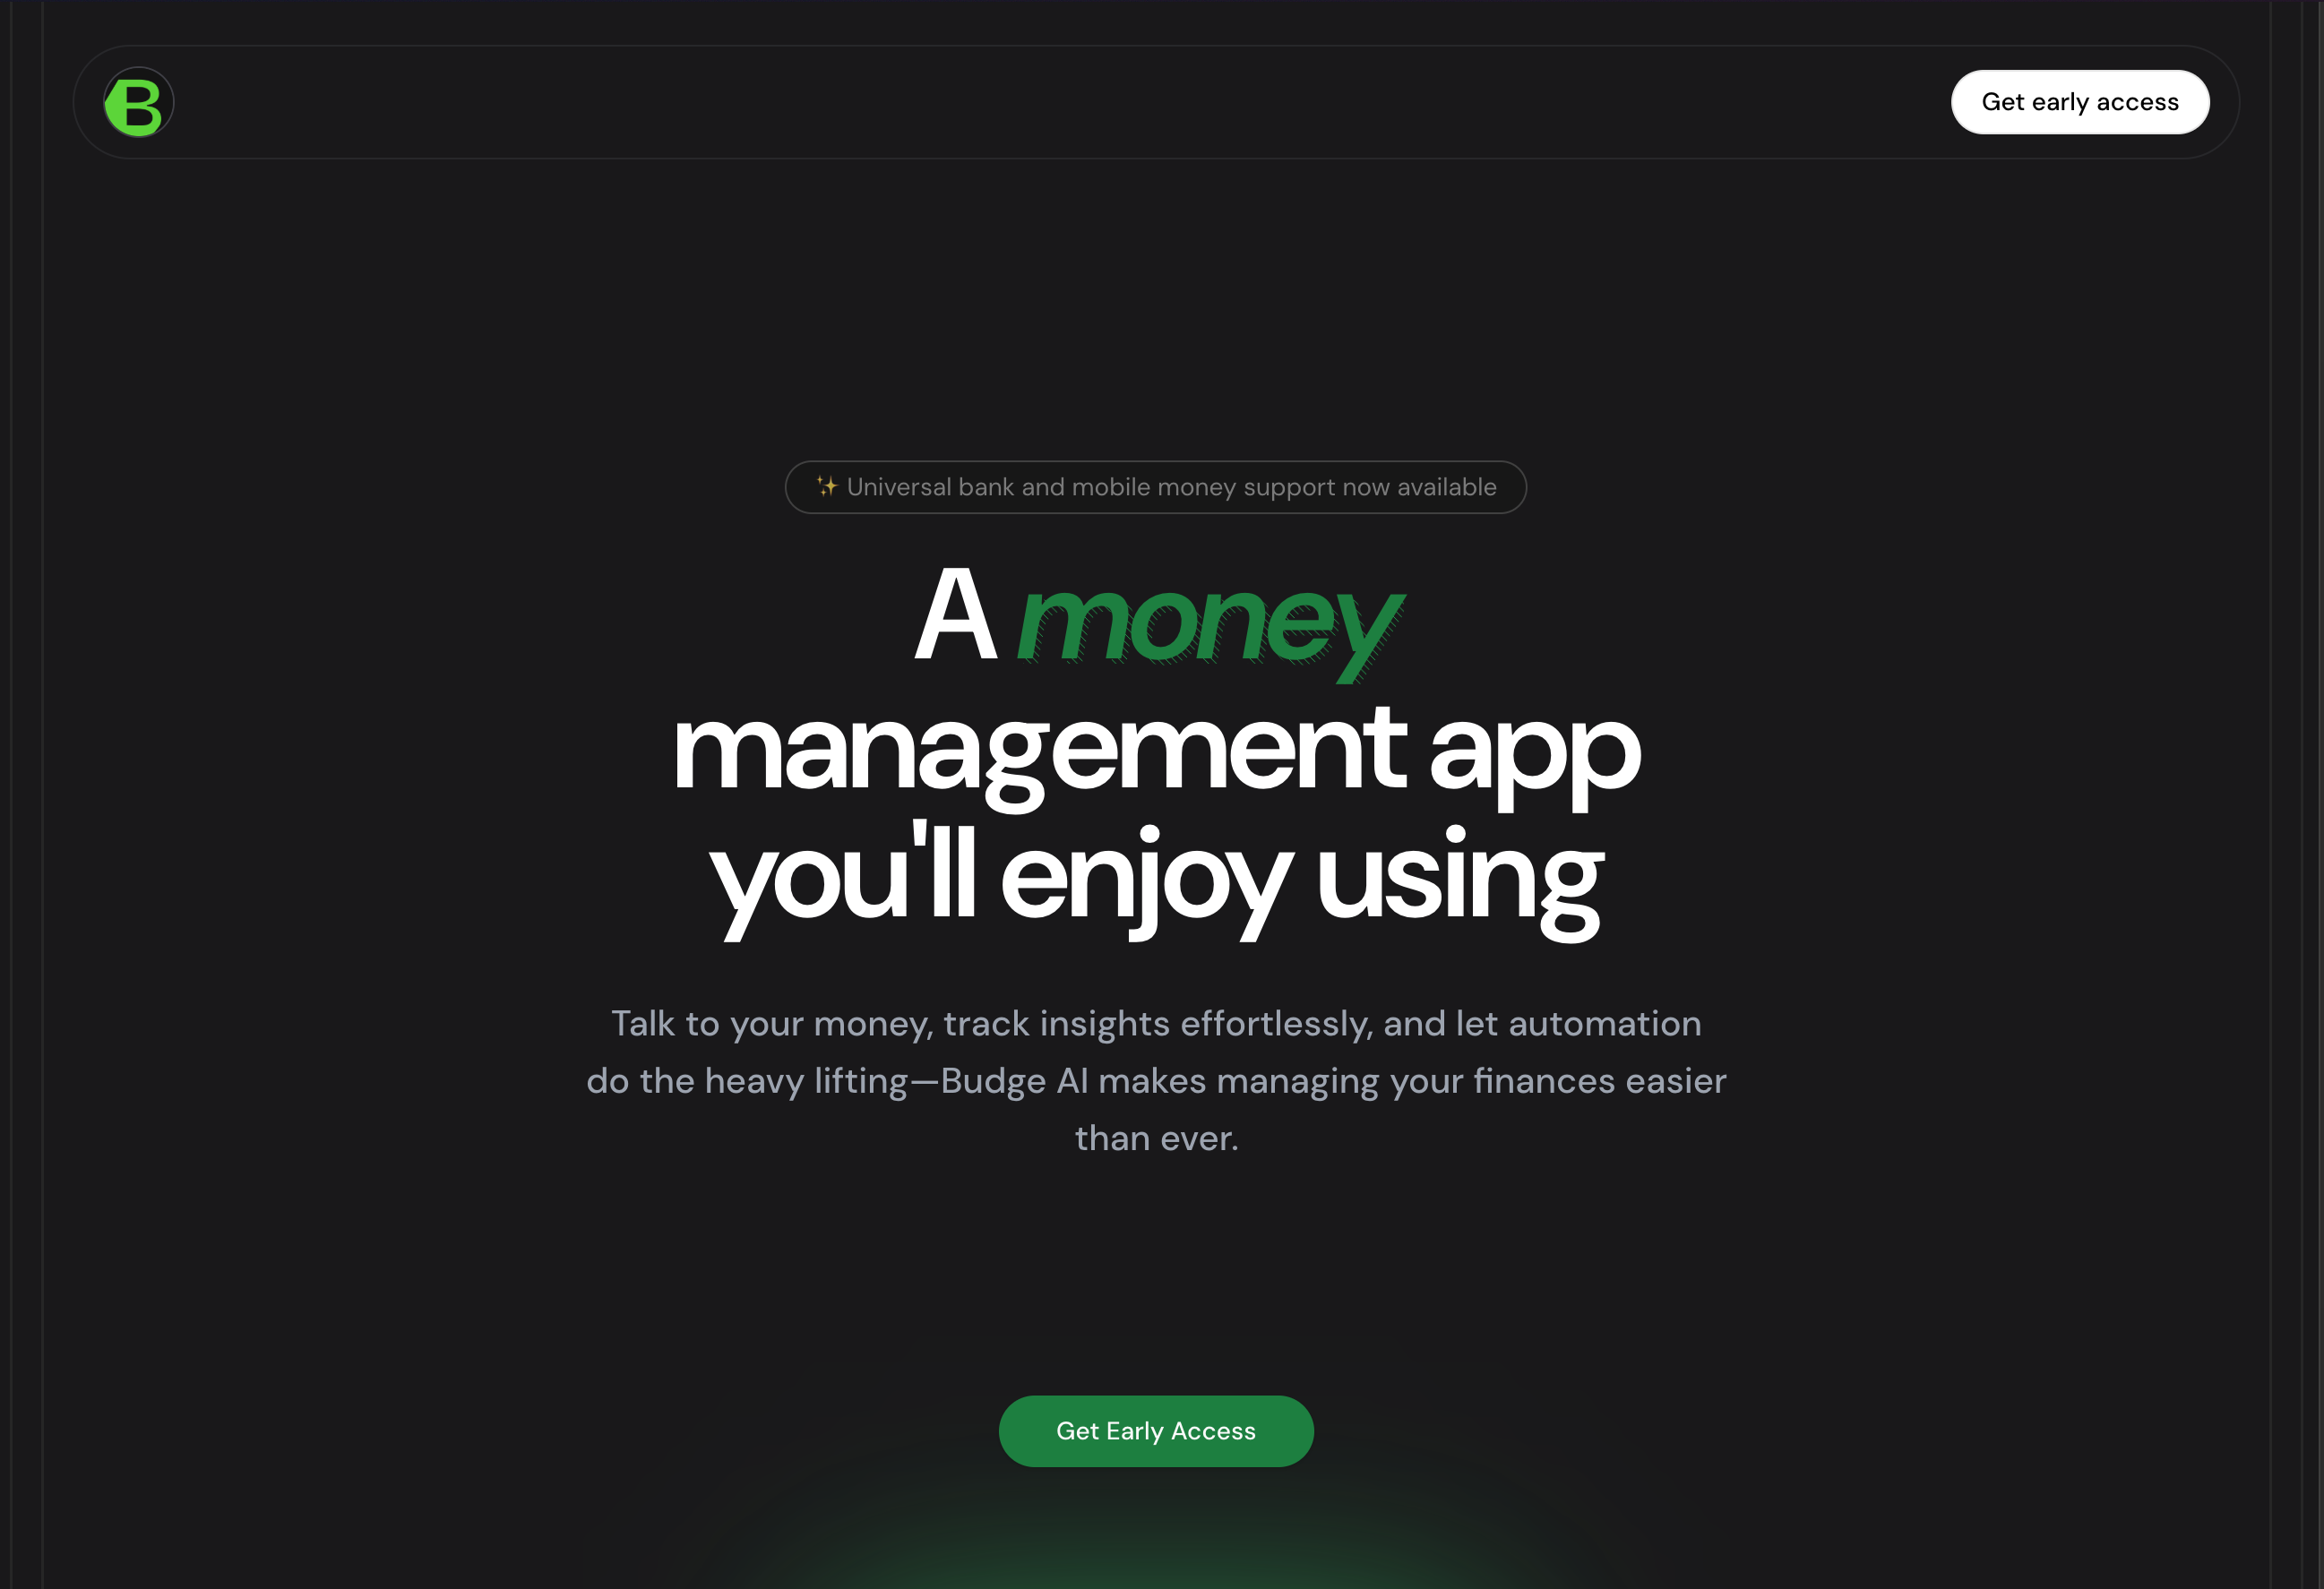 B
Get early access
✨ Universal bank and mobile money support now available
A money
management app
you'll enjoy using
Talk to your money, track insights effortlessly, and let automation
do the heavy lifting—Budge AI makes managing your finances easier
than ever.
Get Early Access